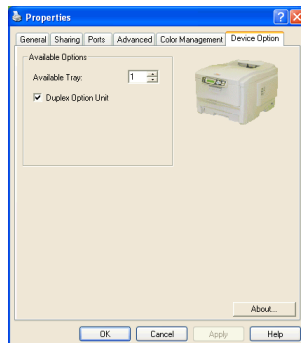 Properties
General Sharing Ports Advanced Color Management Device Option
Available Options
Available Tray: 1
Duplex Option Unit
About...
OK Cancel Apply Help